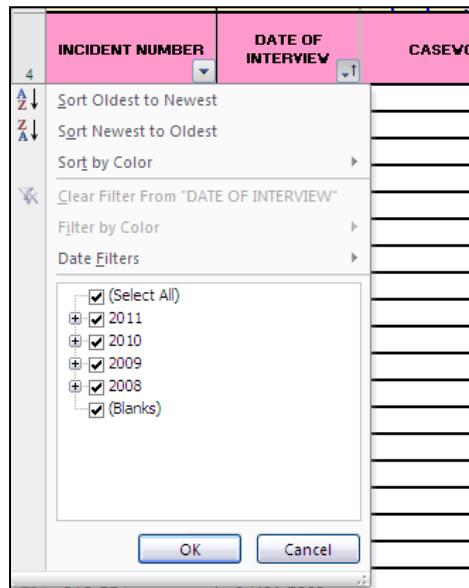 INCIDENT NUMBER
DATE OF
INTERVIEW
4
Sort Oldest to Newest
Sort Newest to Oldest
Sort by Color
Clear Filter From "DATE OF INTERVIEW"
Filter by Color
Date Filters
(Select All)
2011
2010
2009
2008
(Blanks)
OK
Cancel